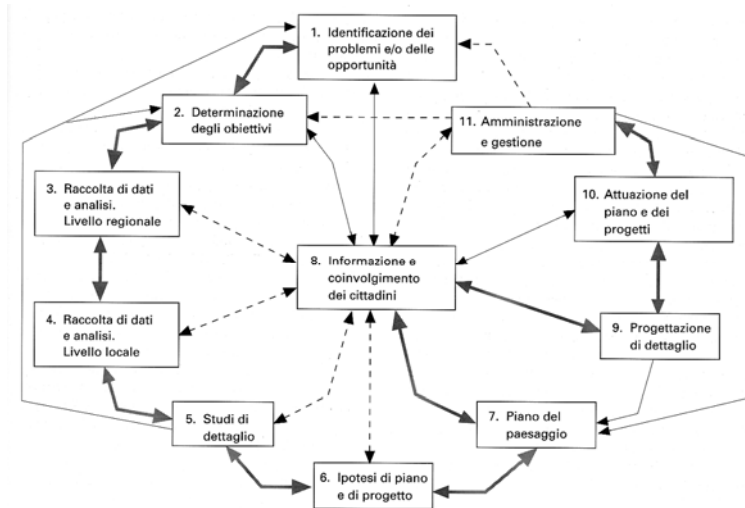 1. Identificazione dei
problemi e/o delle
opportunità
2. Determinazione
degli obiettivi
11. Amministrazione
e gestione
3. Raccolta di dati
e analisi.
Livello regionale
10. Attuazione del
piano e dei
progetti
8. Informazione e
coinvolgimento
dei cittadini
4. Raccolta di dati
e analisi.
Livello locale
9. Progettazione
di dettaglio
5. Studi di
dettaglio
7. Piano del
paesaggio
6. Ipotesi di piano
e di progetto